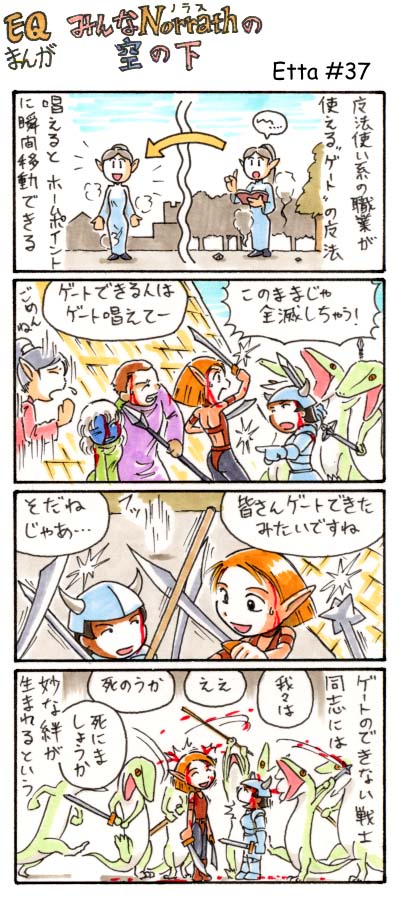 EQ
まんが
みんなNorrathの
ノラス
空の下
Etta #37
魔法使い系の職業が
使える"ゲート"の魔法
唱えると ホームポイント
に瞬間移動できる
このままじゃ
全滅しちゃう!
ゲートできる人は
ゲート唱えてー
ごめんね
皆さんゲートできた
みたいですね
フッ
そだね
じゃあ…
ゲートのできない戦士
同志には
我々は
ええ
死のうか
死にま
しょうか
妙な絆が
生まれるという